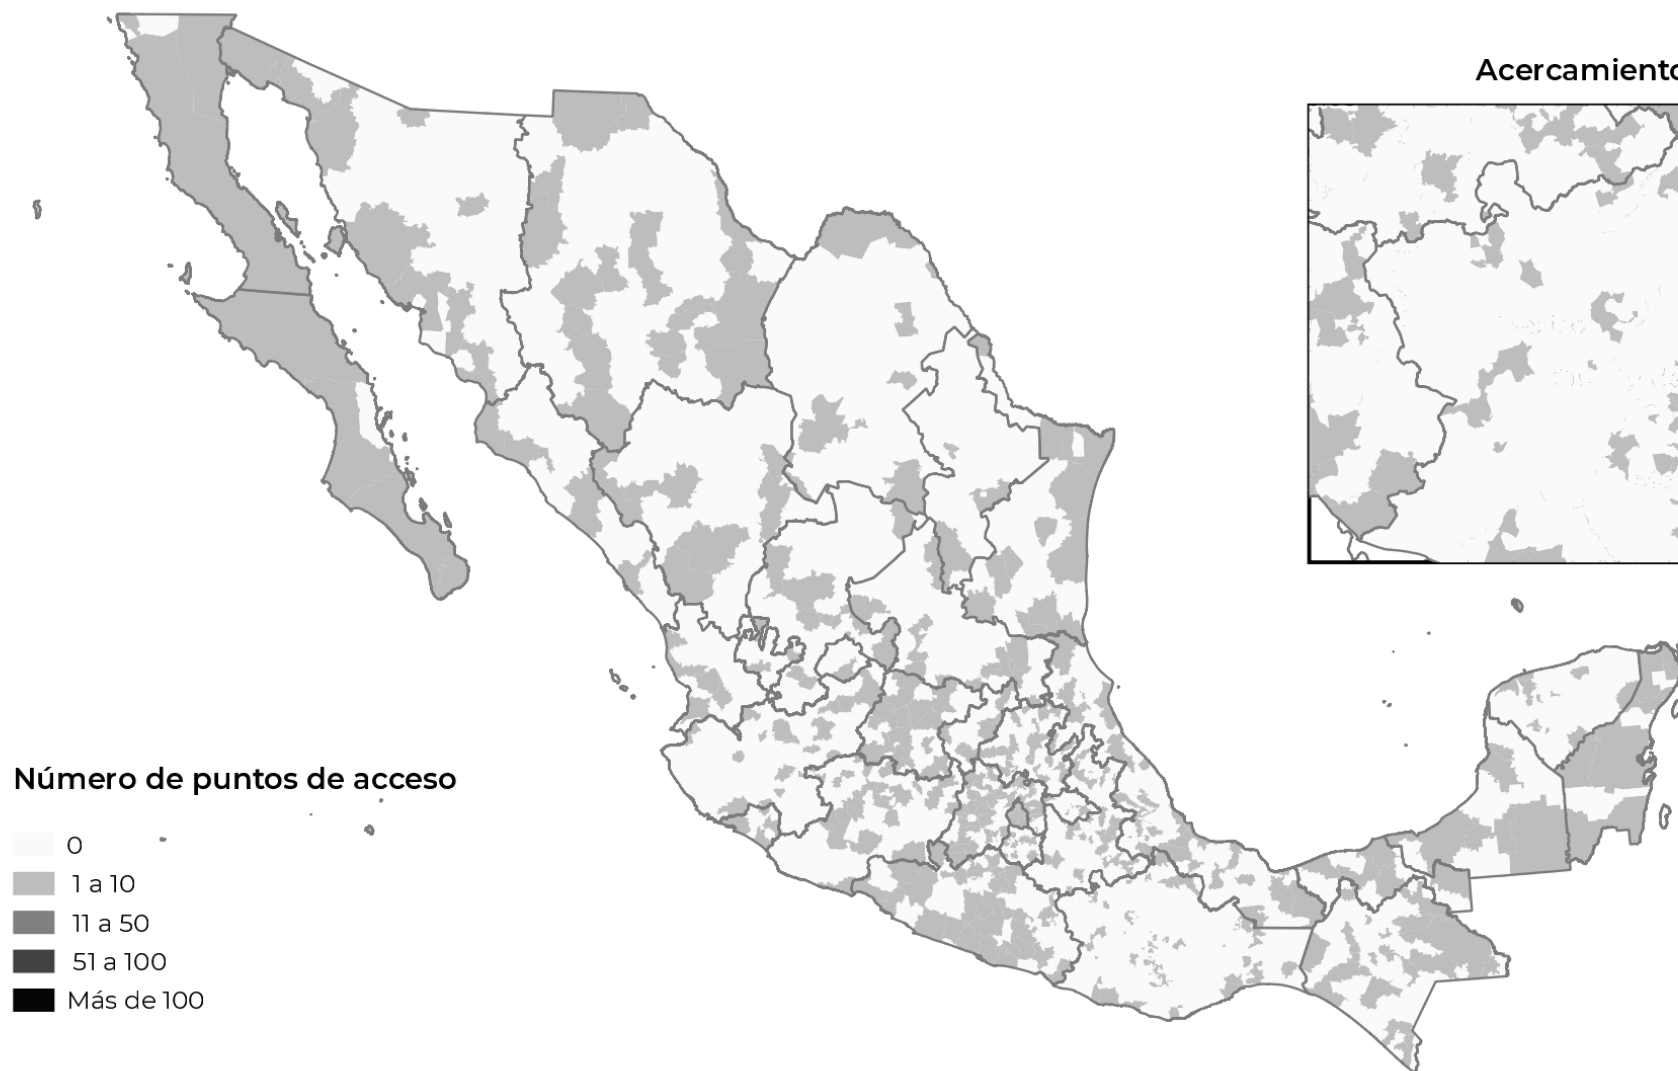 Acercamiento
Número de puntos de acceso
0
1 a 10
11 a 50
51 a 100
Más de 100